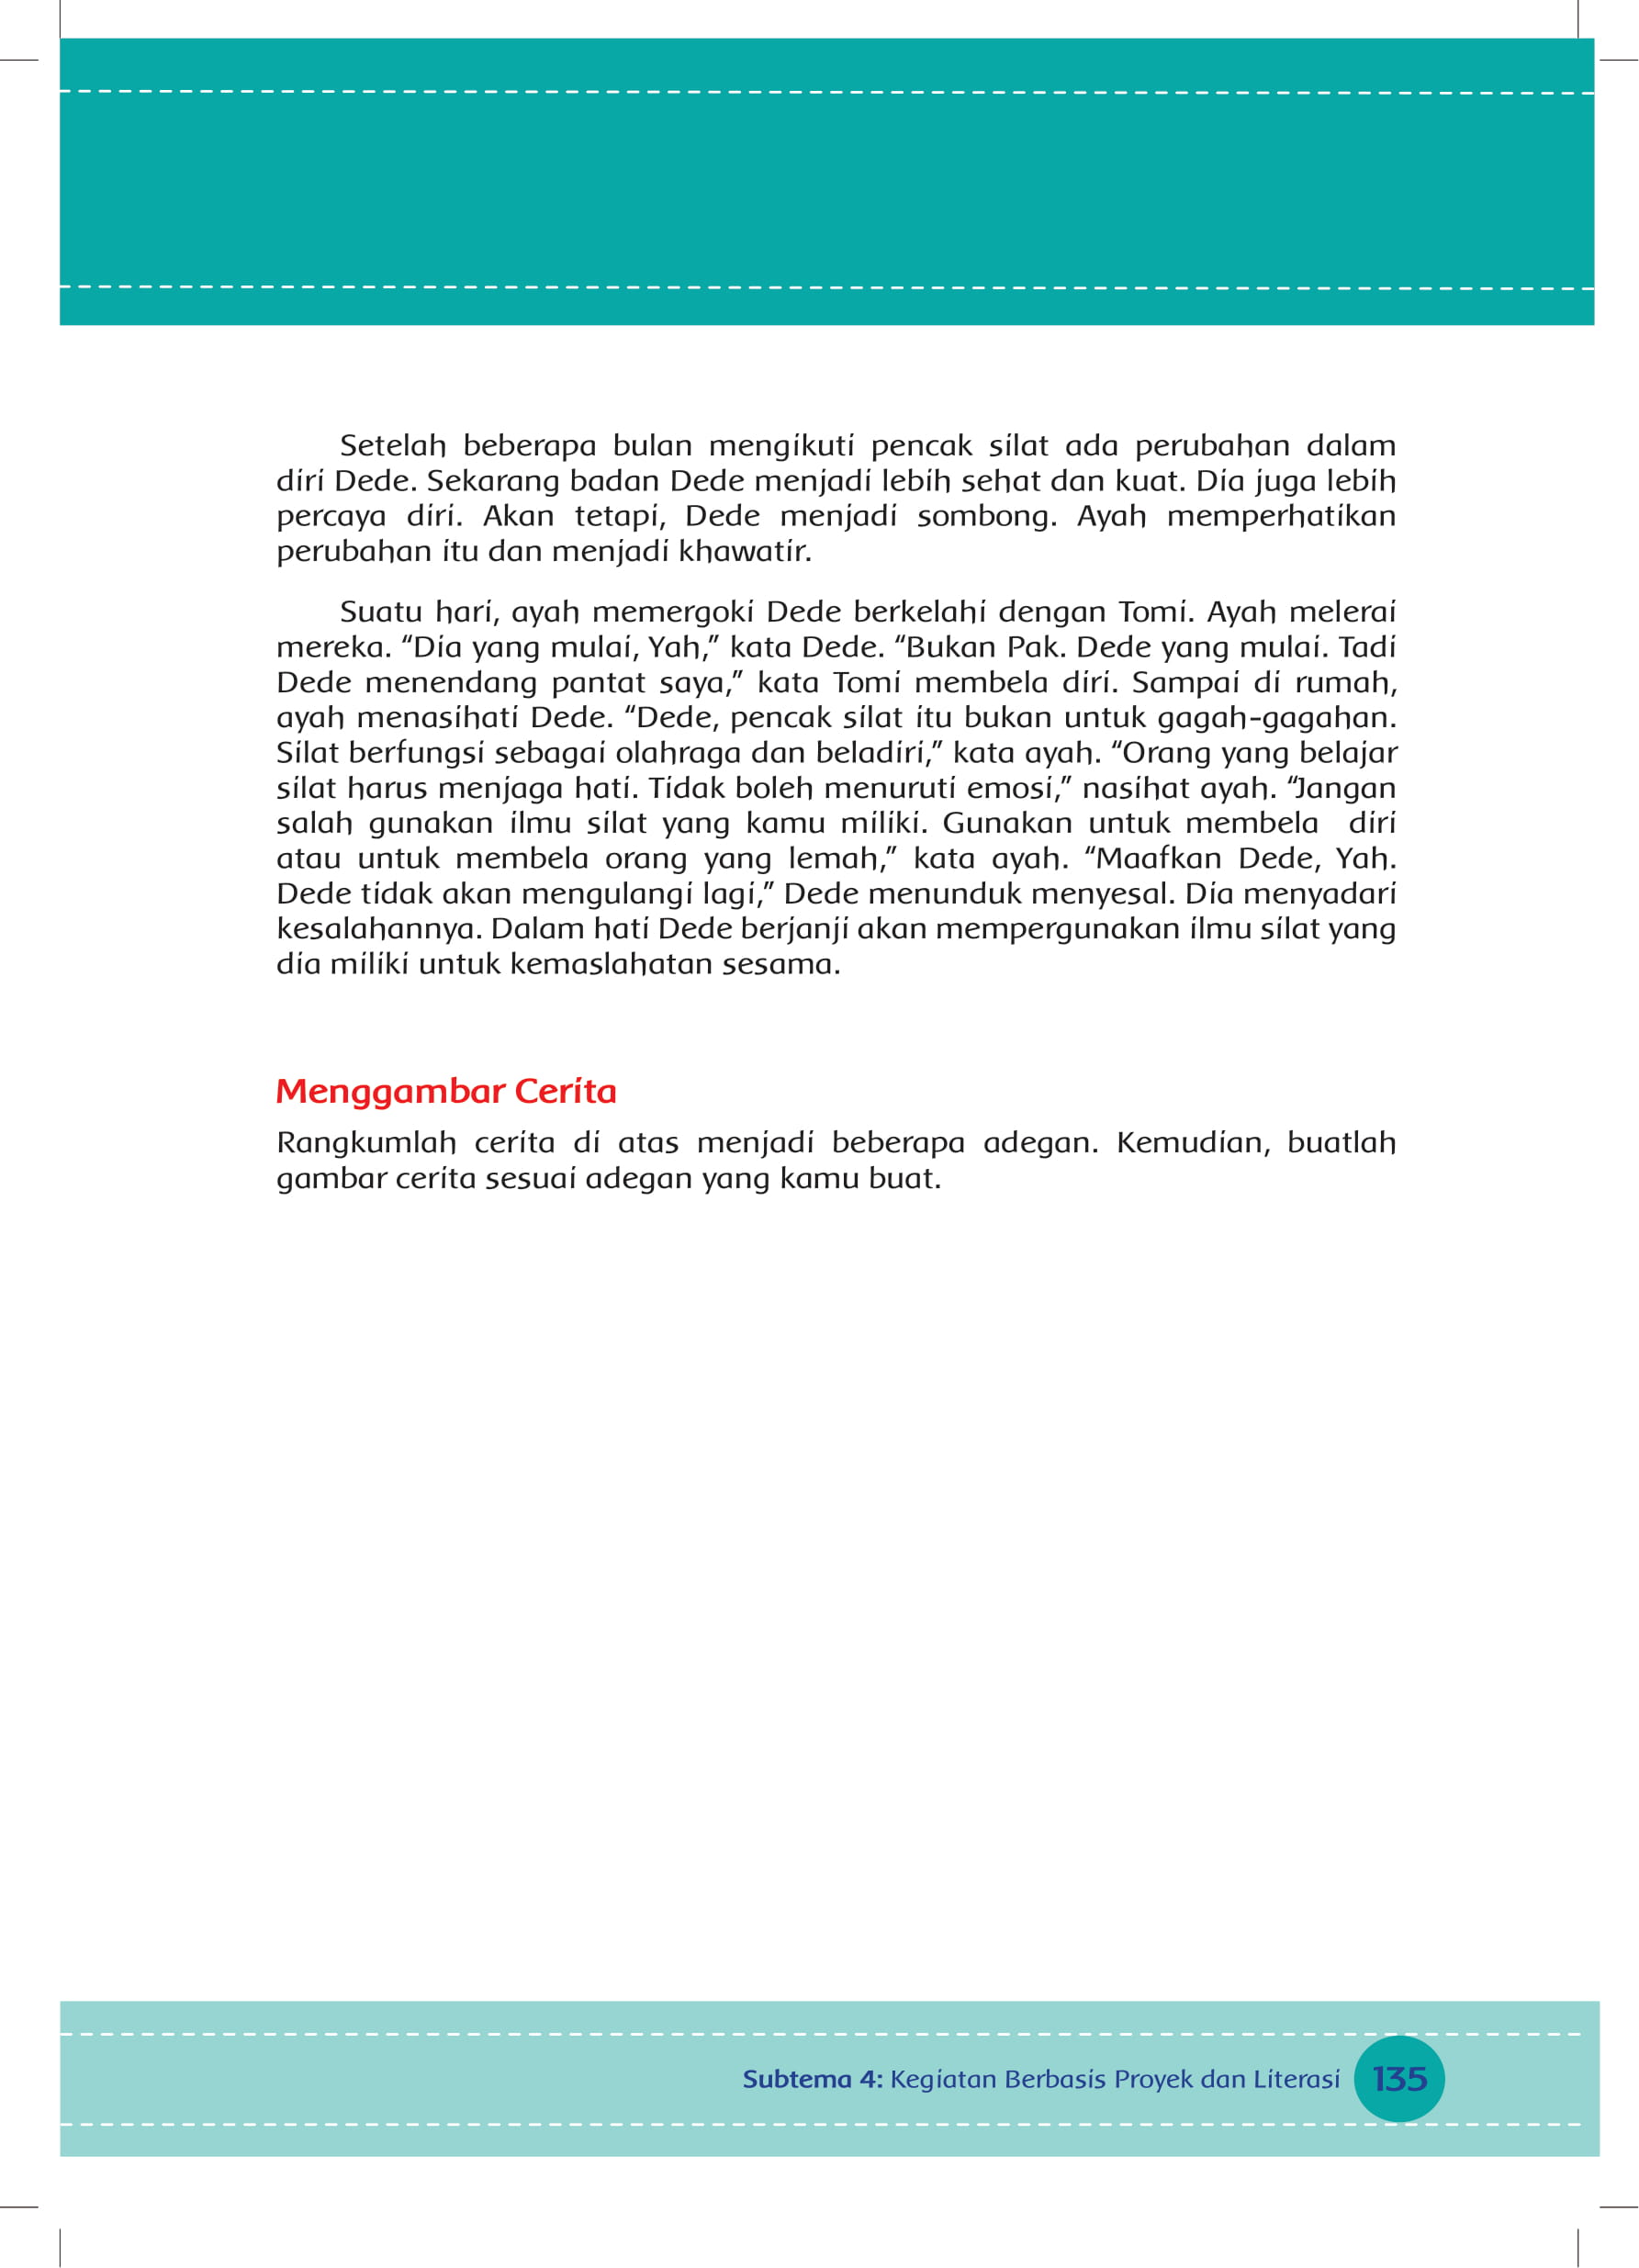 Setelah beberapa bulan mengikuti pencak silat ada perubahan dalam
diri Dede. Sekarang badan Dede menjadi lebih sehat dan kuat. Dia juga lebih
percaya diri. Akan tetapi, Dede menjadi sombong. Ayah memperhatikan
perubahan itu dan menjadi khawatir.
Suatu hari, ayah memergoki Dede berkelahi dengan Tomi. Ayah melerai
mereka. “Dia yang mulai, Yah,” kata Dede. “Bukan Pak. Dede yang mulai. Tadi
Dede menendang pantat saya,” kata Tomi membela diri. Sampai di rumah,
ayah menasihati Dede. “Dede, pencak silat itu bukan untuk gagah-gagahan.
Silat berfungsi sebagai olahraga dan beladiri,” kata ayah. “Orang yang belajar
silat harus menjaga hati. Tidak boleh menuruti emosi,” nasihat ayah. “Jangan
salah gunakan ilmu silat yang kamu miliki. Gunakan untuk membela diri
atau untuk membela orang yang lemah,” kata ayah. “Maafkan Dede, Yah.
Dede tidak akan mengulangi lagi,” Dede menunduk menyesal. Dia menyadari
kesalahannya. Dalam hati Dede berjanji akan mempergunakan ilmu silat yang
dia miliki untuk kemaslahatan sesama.
Menggambar Cerita
Rangkumlah cerita di atas menjadi beberapa adegan. Kemudian, buatlah
gambar cerita sesuai adegan yang kamu buat.
Subtema 4: Kegiatan Berbasis Proyek dan Literasi 135